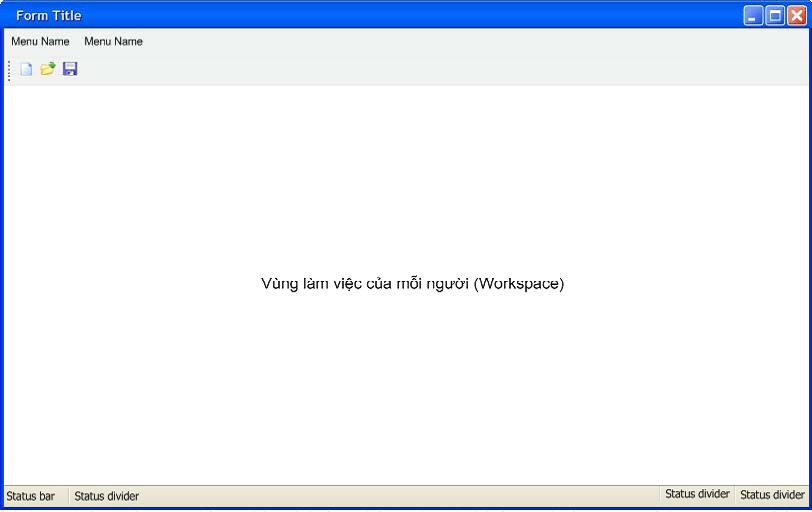 Form Title
Menu Name Menu Name
Vùng làm việc của mỗi người (Workspace)
Status bar Status divider Status divider Status divider